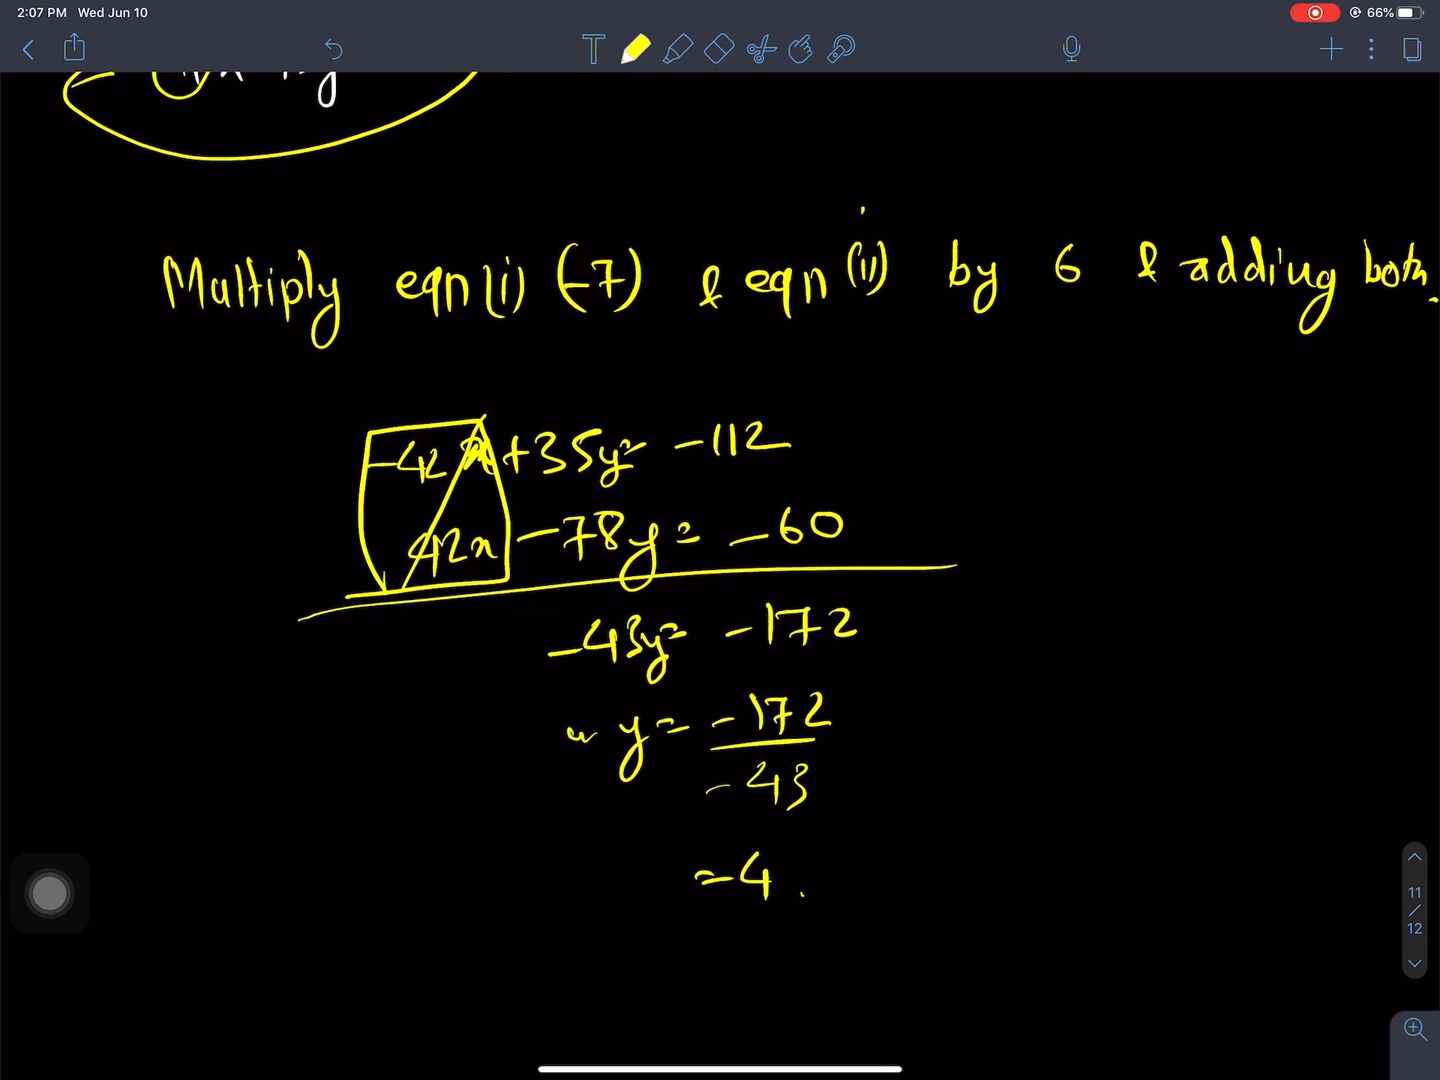 2:07 PM Wed Jun 10
66%
T
Multiply eqn (i) (-7) & eqn (ii) by 6 & adding both.
-42x+35y= -112
42x -78y= -60
-43y= -172
y= -172
-43
=4.
11
/
12